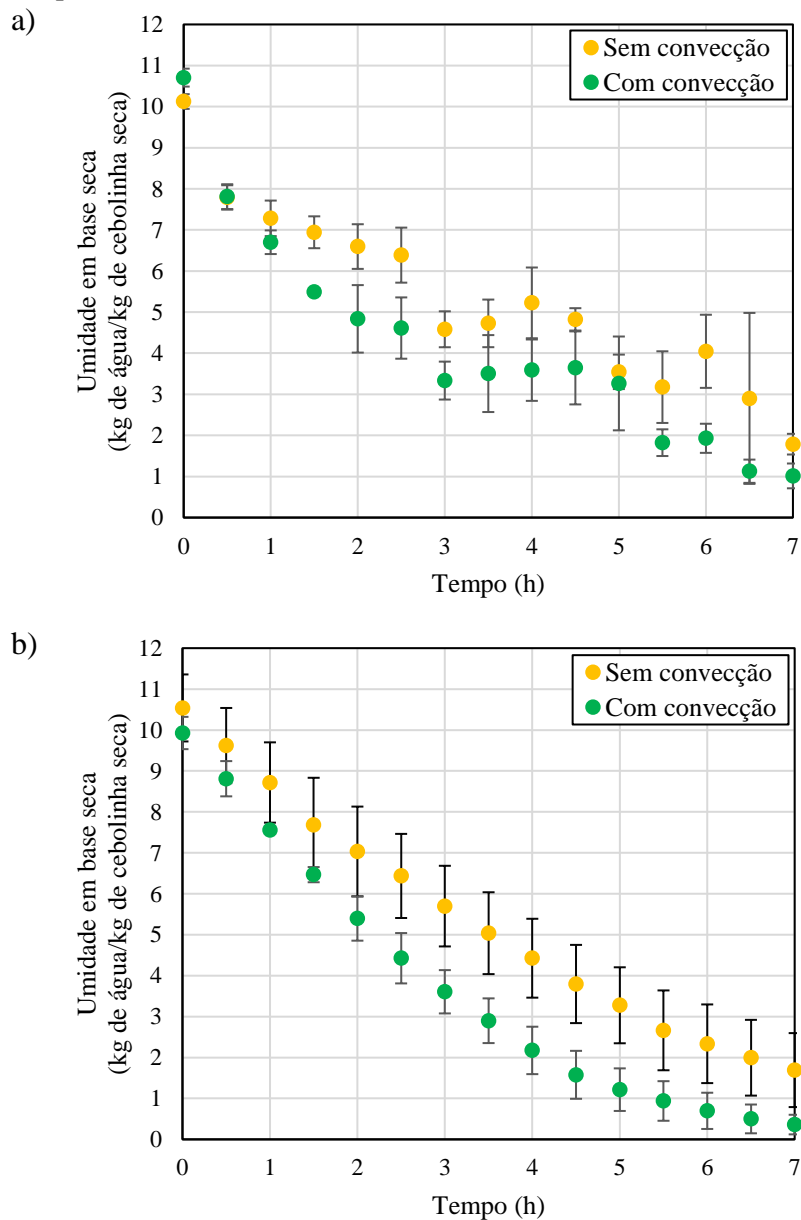 a)
12
11
10
9
8
7
6
5
4
3
2
1
0
Umidade em base seca
(kg de água/kg de cebolinha seca)
Sem convecção
Com convecção
0 1 2 3 4 5 6 7
Tempo (h)
b)
12
11
10
9
8
7
6
5
4
3
2
1
0
Umidade em base seca
(kg de água/kg de cebolinha seca)
Sem convecção
Com convecção
0 1 2 3 4 5 6 7
Tempo (h)